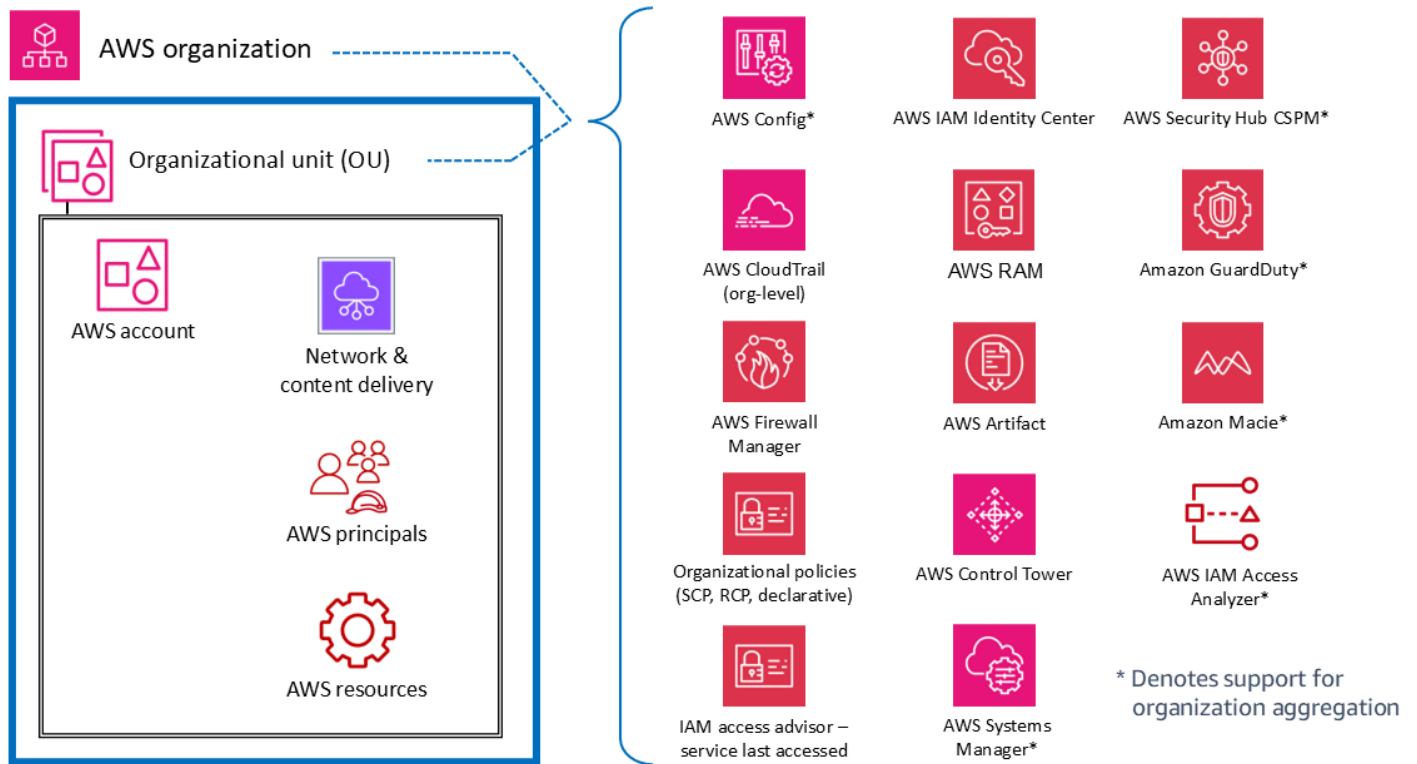 AWS organization
Organizational unit (OU)
AWS account
Network &
content delivery
AWS principals
AWS resources
AWS Config*
AWS IAM Identity Center
AWS Security Hub CSPM*
AWS CloudTrail
(org-level)
AWS RAM
Amazon GuardDuty*
AWS Firewall
Manager
AWS Artifact
Amazon Macie*
Organizational policies
(SCP, RCP, declarative)
AWS Control Tower
AWS IAM Access
Analyzer*
IAM access advisor –
service last accessed
AWS Systems
Manager*
* Denotes support for
organization aggregation